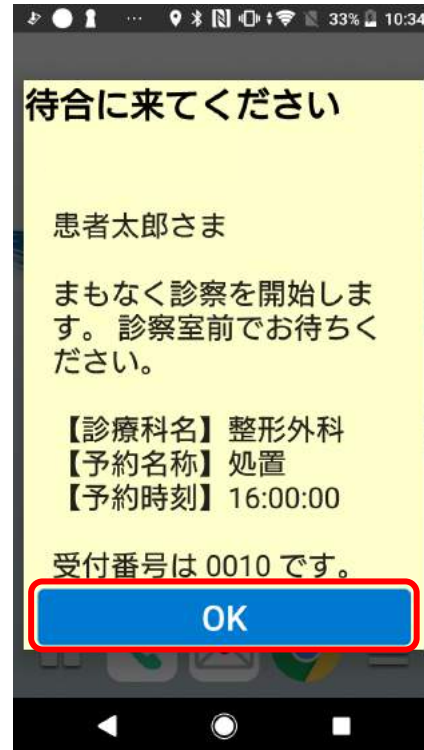 33% 10:34
待合に来てください
患者太郎さま
まもなく診察を開始しま
す。 診察室前でお待ちく
ださい。
【診療科名】整形外科
【予約名称】処置
【予約時刻】16:00:00
受付番号は 0010 です。
OK